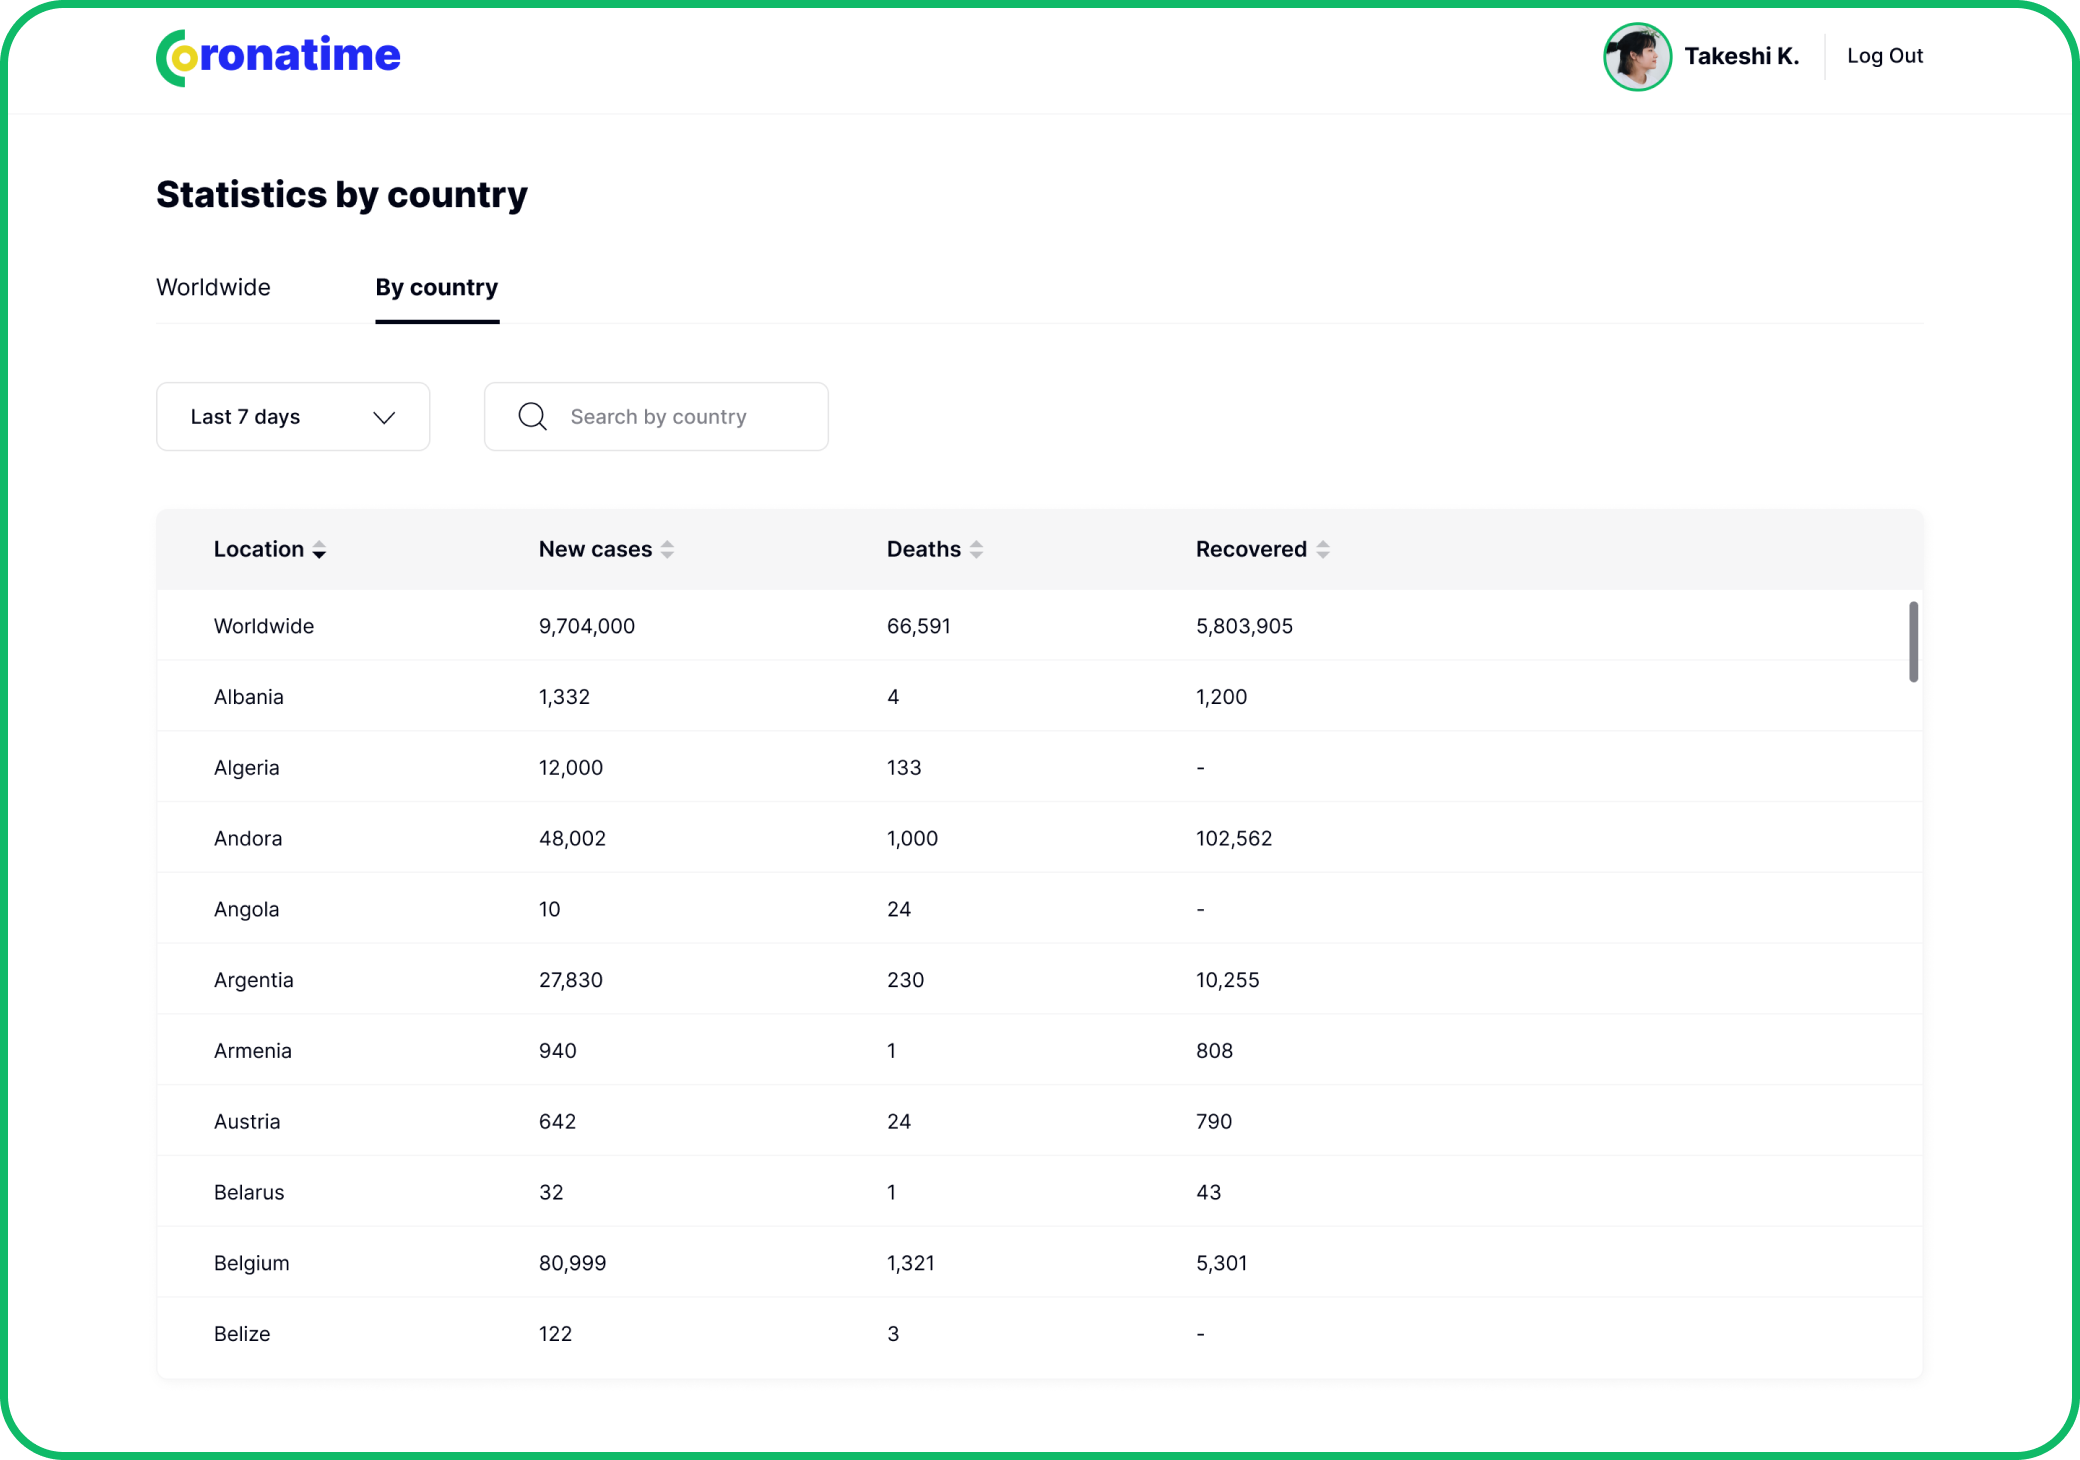 Coronatime
Takeshi K.
Log Out
Statistics by country
Worldwide
By country
Last 7 days
Search by country
Location New cases Deaths Recovered
Worldwide 9,704,000 66,591 5,803,905
Albania 1,332 4 1,200
Algeria 12,000 133 -
Andora 48,002 1,000 102,562
Angola 10 24 -
Argentia 27,830 230 10,255
Armenia 940 1 808
Austria 642 24 790
Belarus 32 1 43
Belgium 80,999 1,321 5,301
Belize 122 3 -